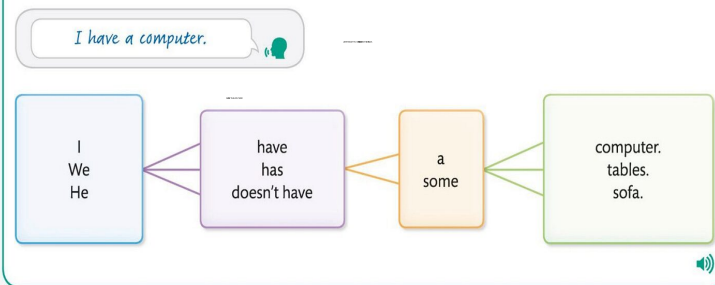 I have a computer.
I
We
He
have
has
doesn't have
a
some
computer.
tables.
sofa.